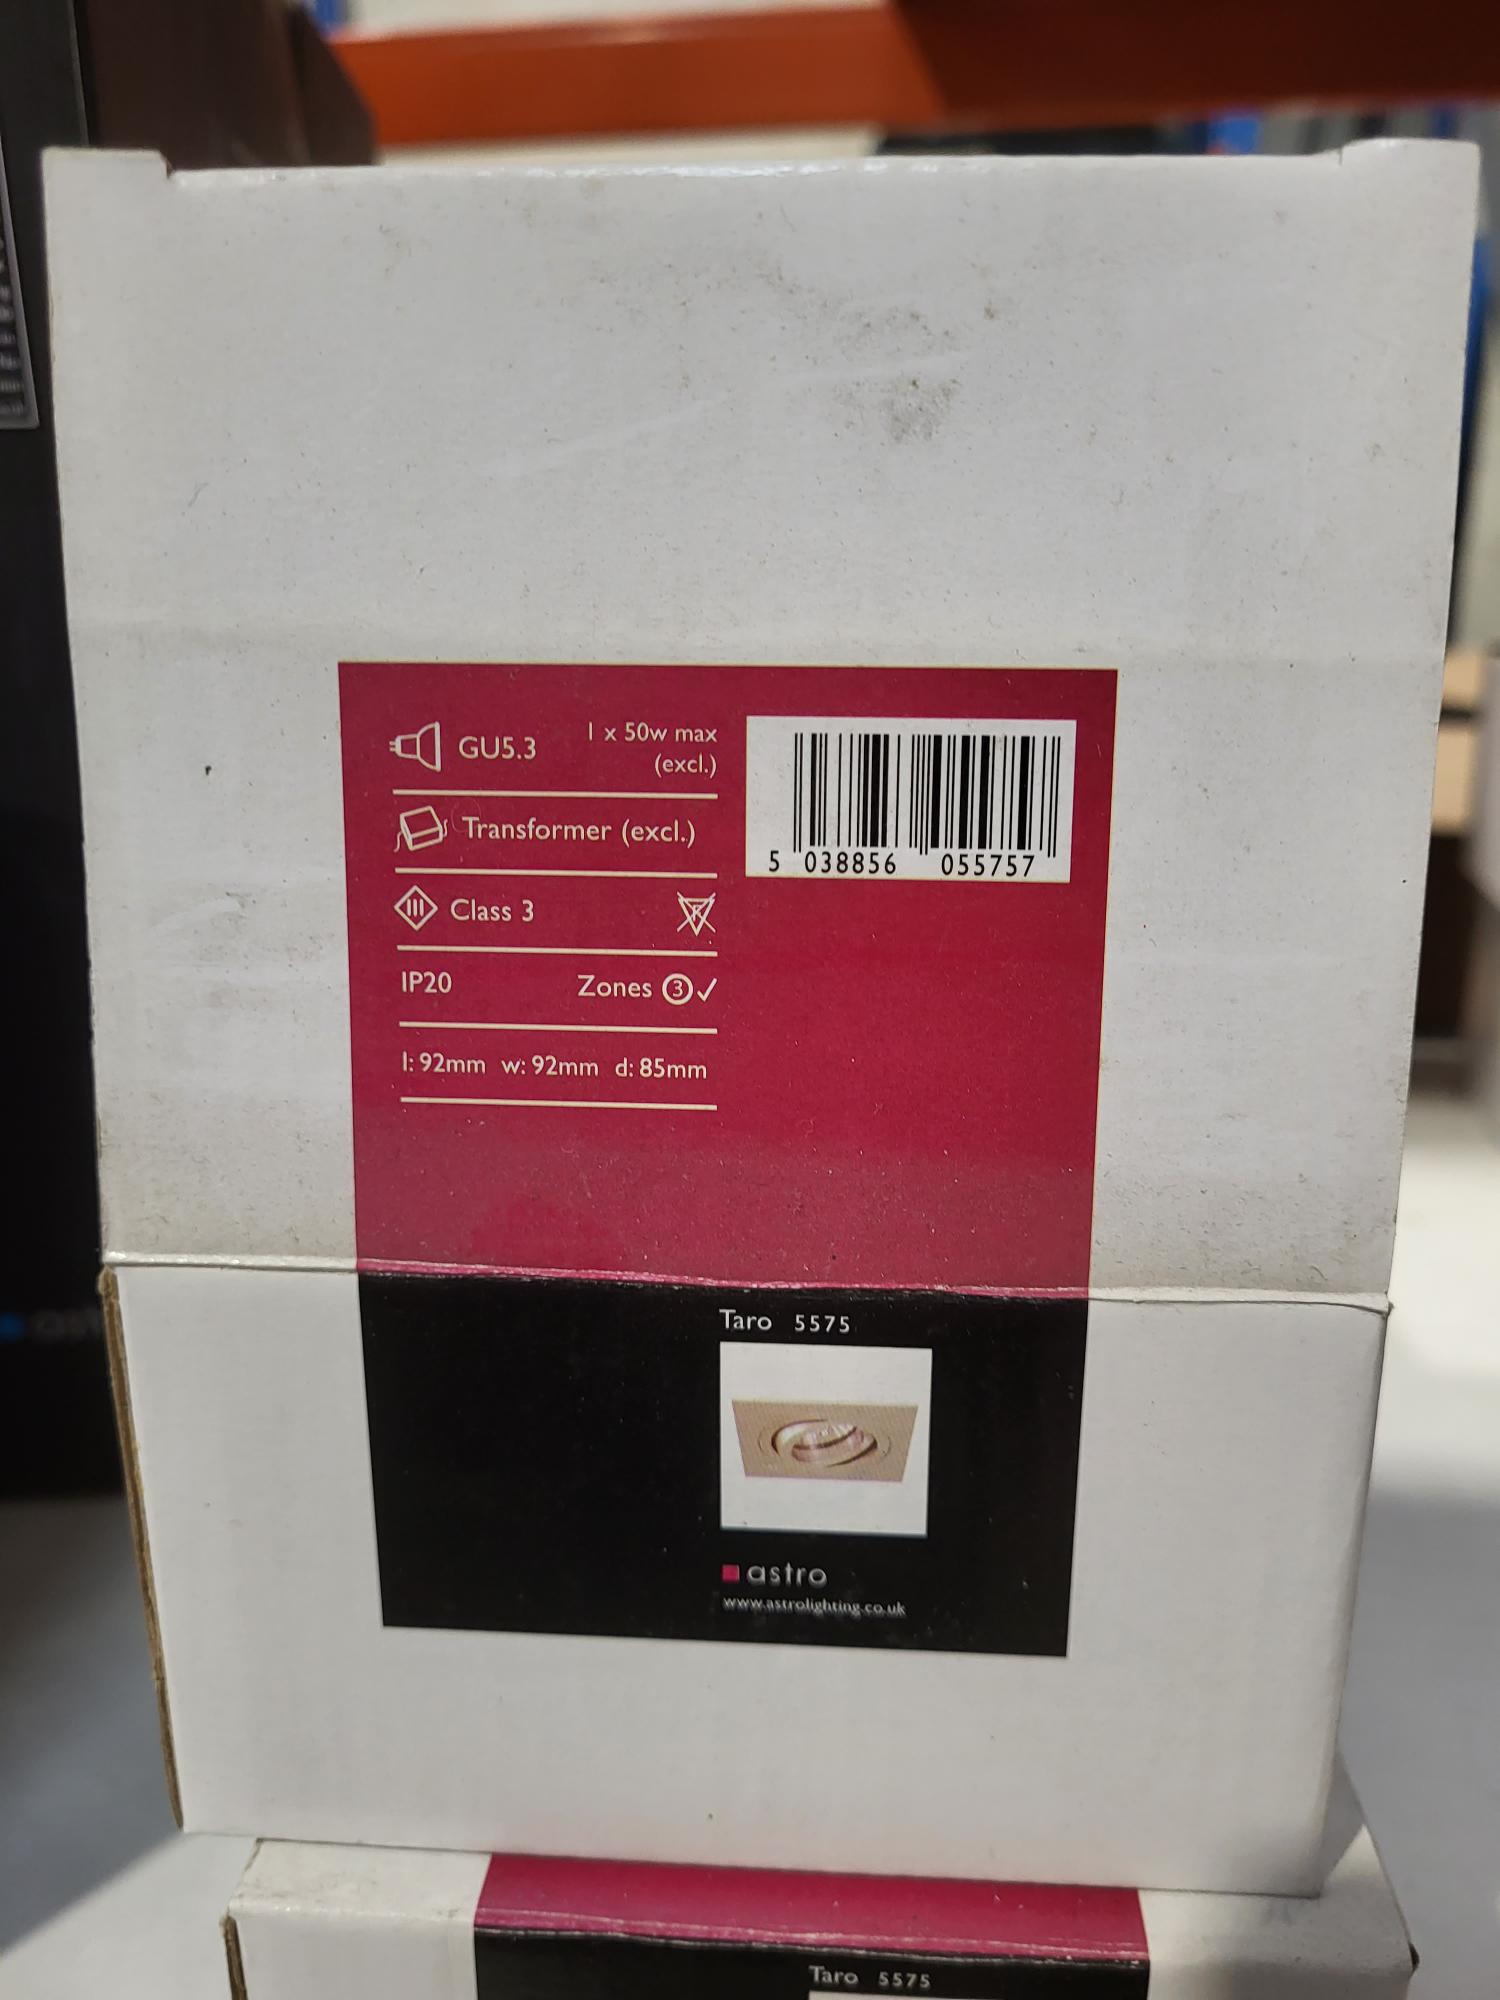 GU5.3 1 x 50w max
(excl.)
Transformer (excl.)
III Class 3 F
IP20 Zones 3 ✓
l: 92mm w: 92mm d: 85mm
5 038856 055757
Taro 5575
astro
www.astrolighting.co.uk
Taro 5575